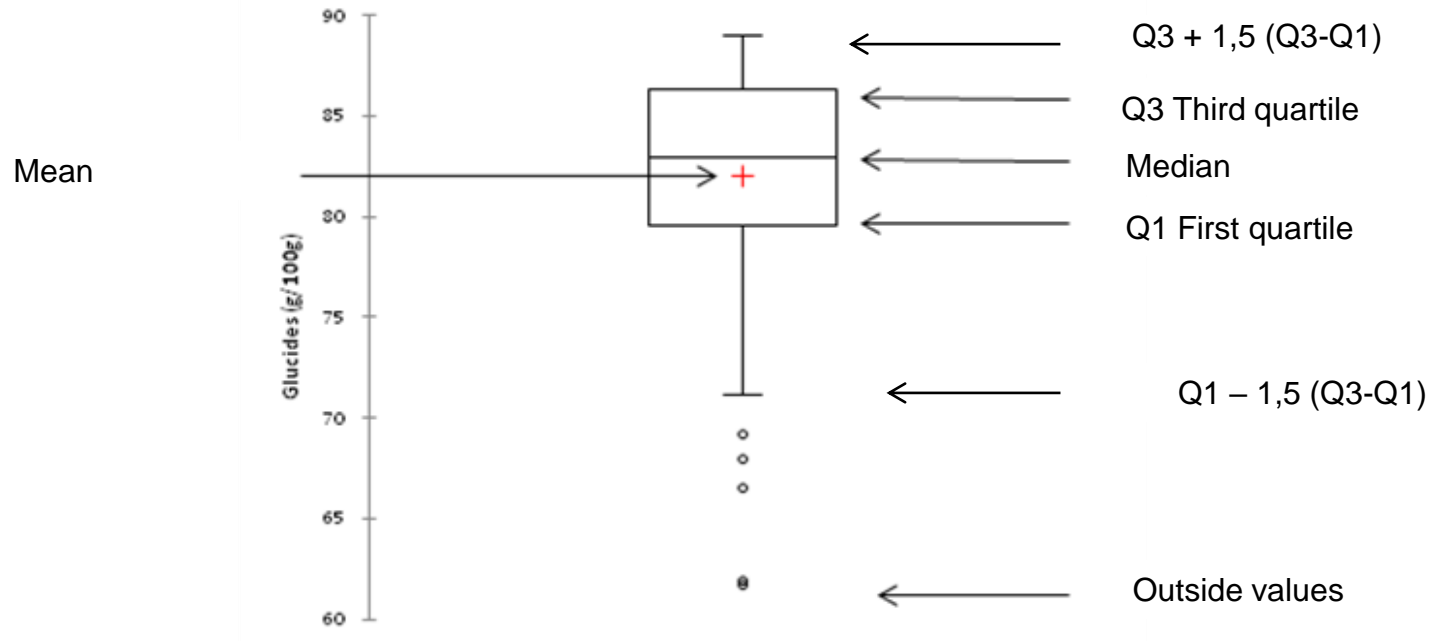 90
Q3 + 1,5 (Q3-Q1)
85
Q3 Third quartile
Mean
Median
80
Q1 First quartile
Glucides (g/100g)
75
Q1 – 1,5 (Q3-Q1)
70
65
Outside values
60